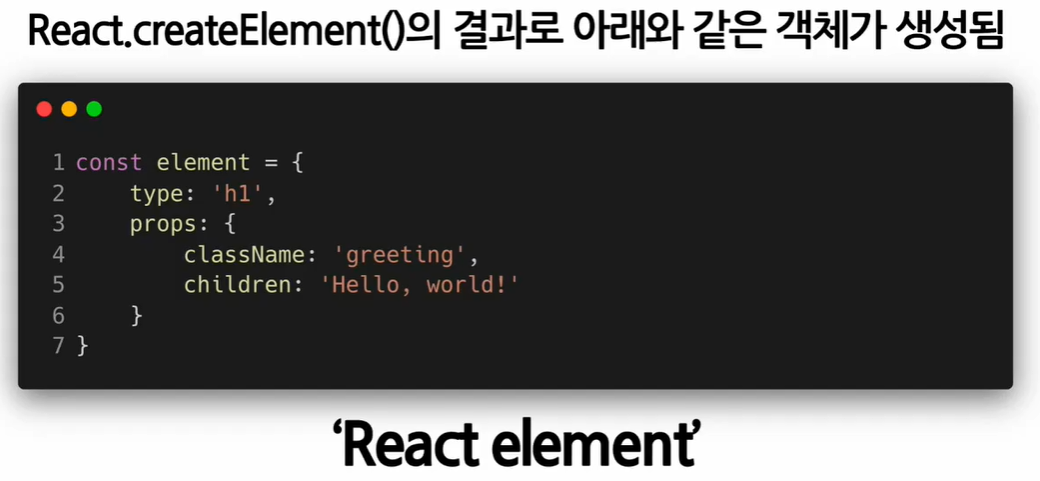 React.createElement()의 결과로 아래와 같은 객체가 생성됨
1 const element = {
2     type: 'h1',
3     props: {
4         className: 'greeting',
5         children: 'Hello, world!'
6     }
7 }
‘React element’